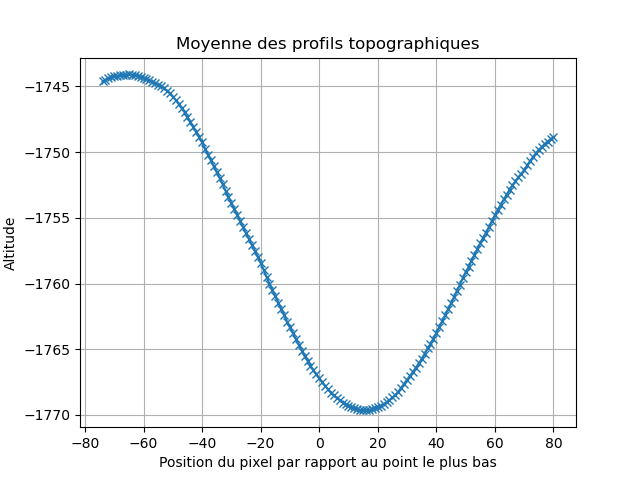 Moyenne des profils topographiques
Altitude
−1745
−1750
−1755
−1760
−1765
−1770
−80 −60 −40 −20 0 20 40 60 80
Position du pixel par rapport au point le plus bas